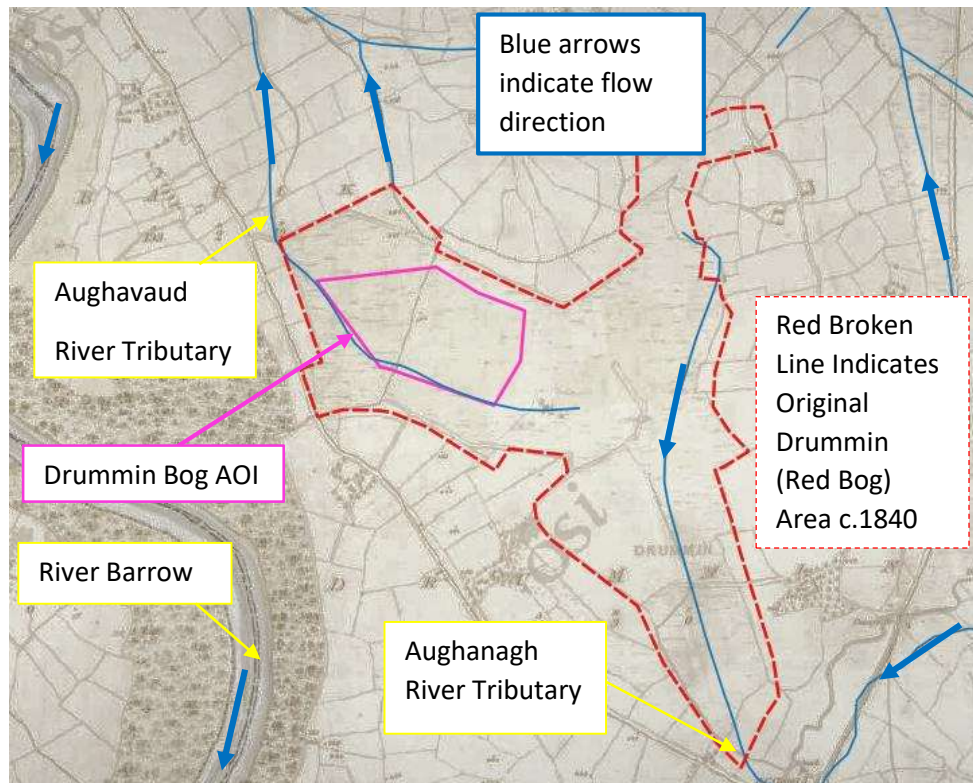 Blue arrows
indicate flow
direction
Aughavaud
River Tributary
Red Broken
Line Indicates
Original
Drummin
(Red Bog)
Area c.1840
Drummin Bog AOI
River Barrow
OSi
DRUMMIN
Aughanagh
River Tributary